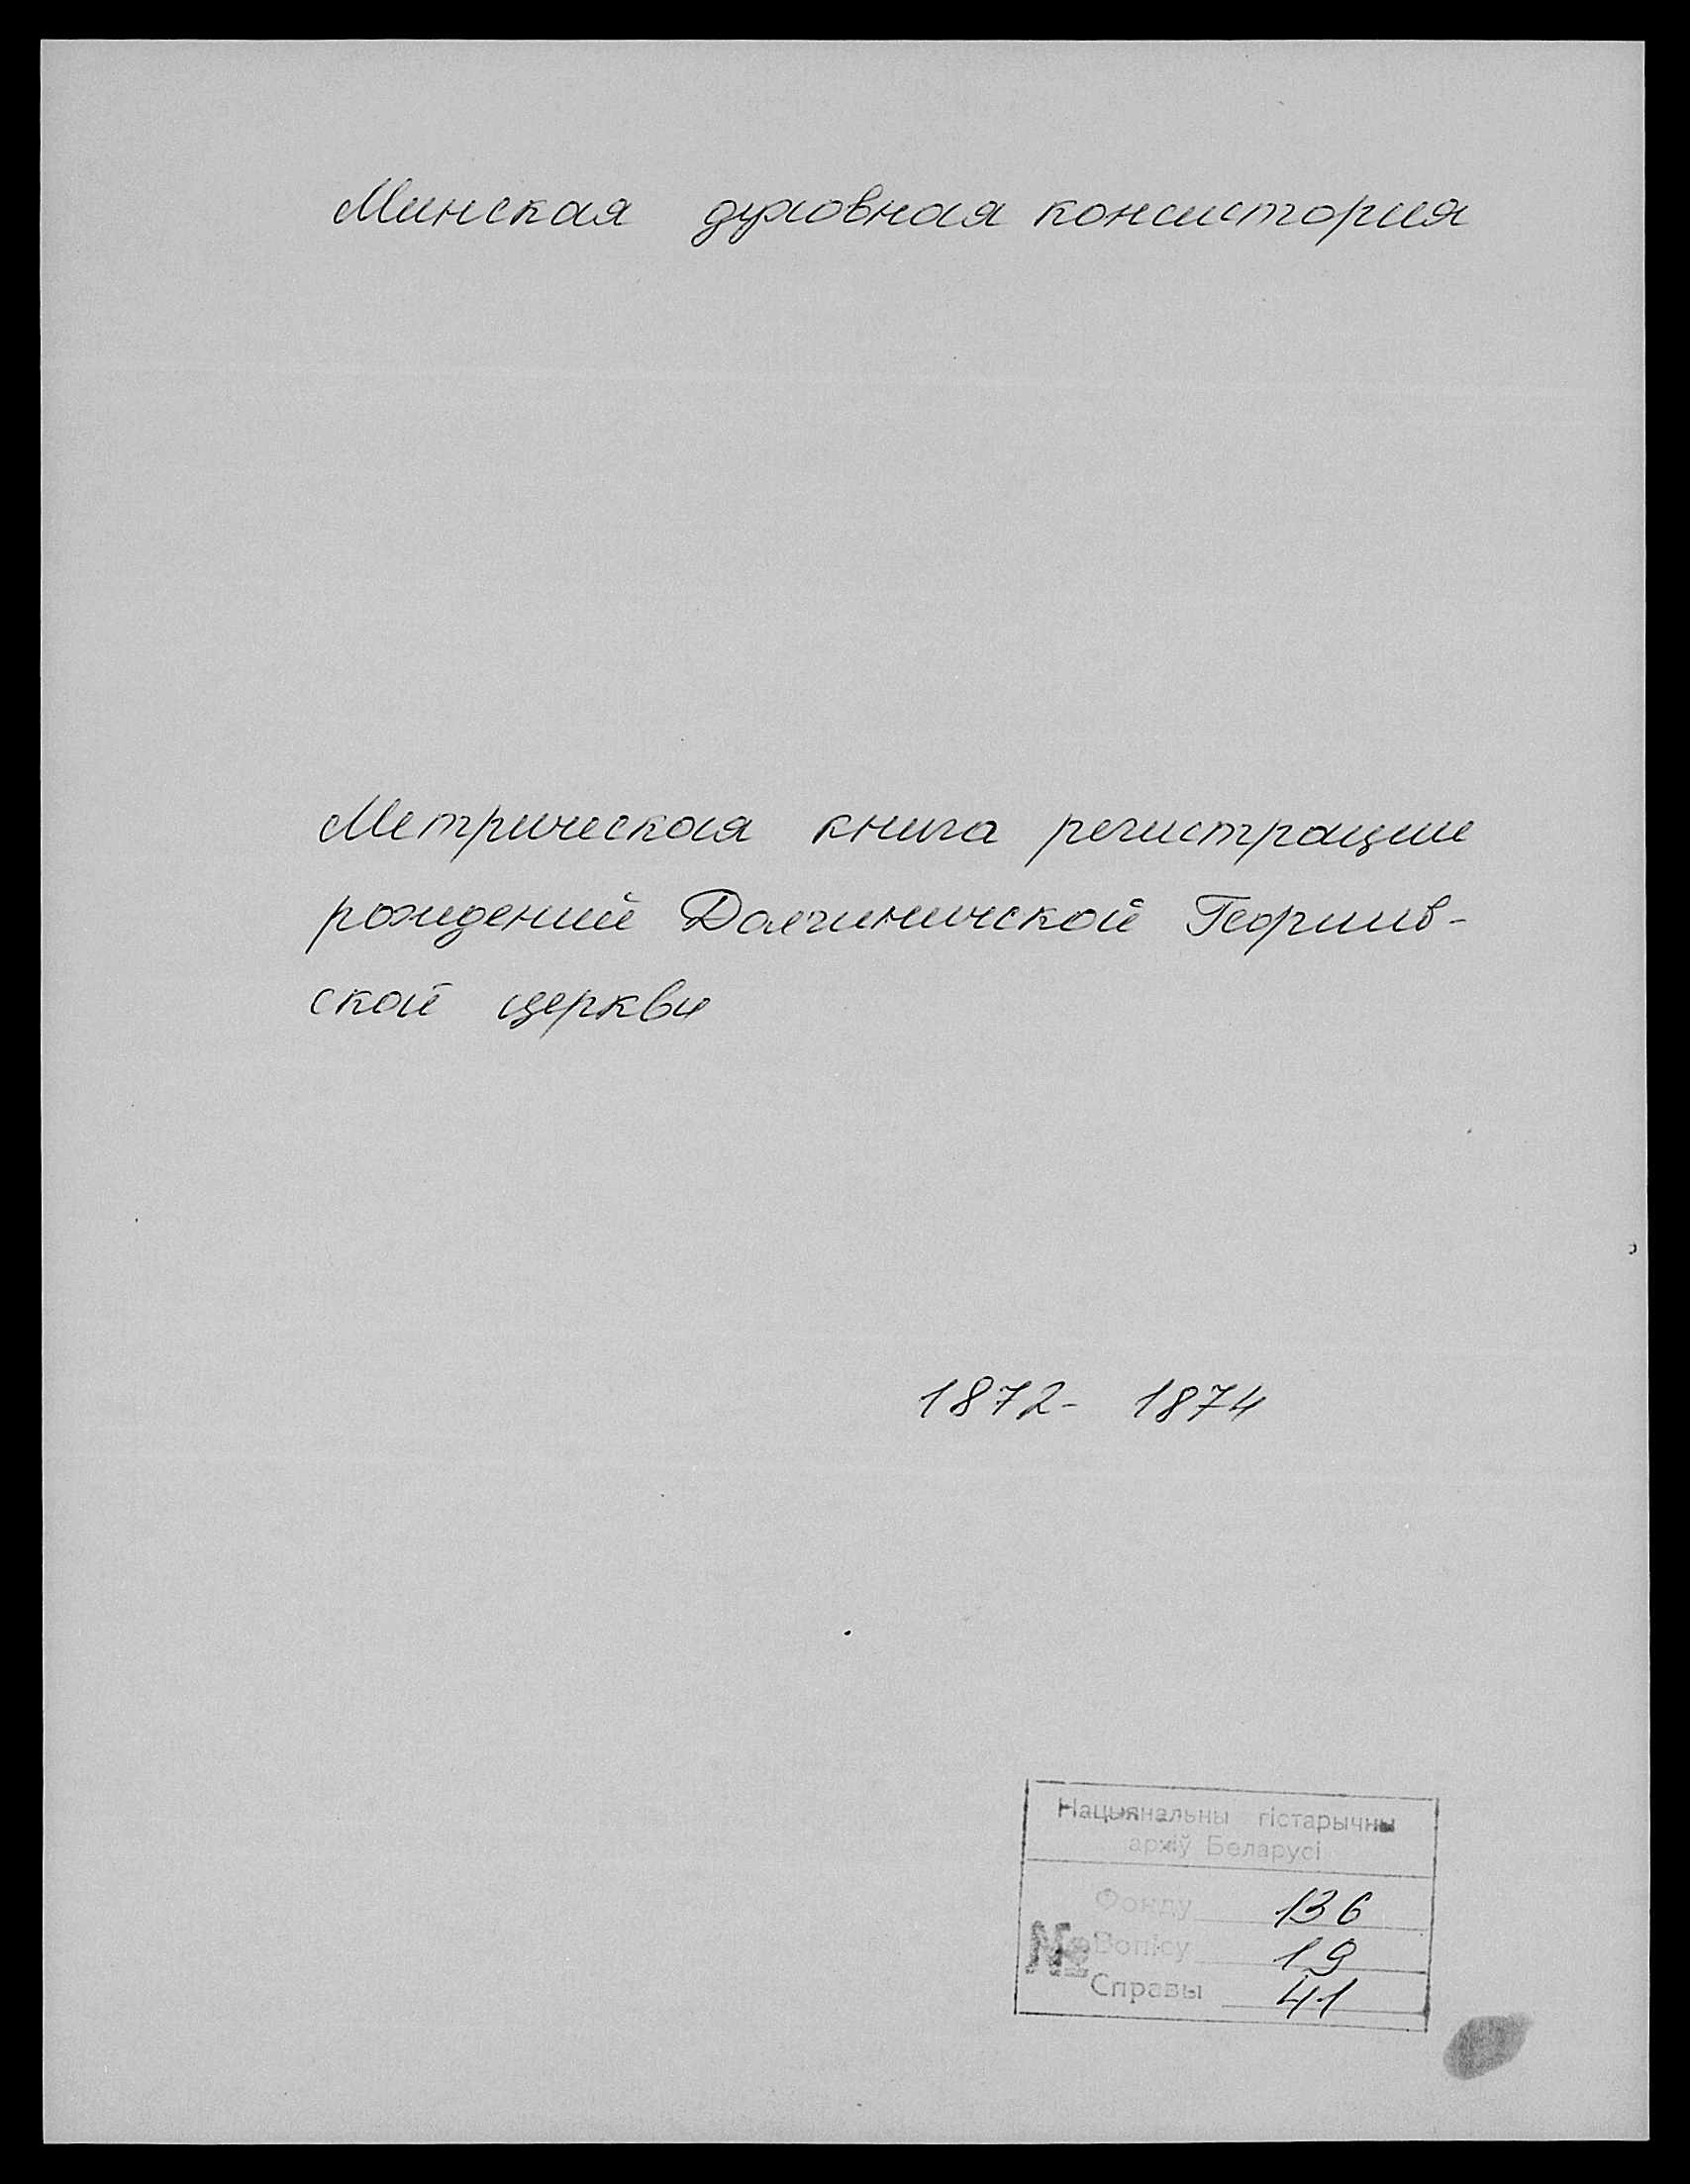 Минская духовная консистория
Метрическая книга регистрации
рождений Долгиничской Георгиев-
ской церкви
1872- 1874
Нацыянальны гістарычны
архіў Беларусі
Фонду 136
№ Вопісу 19
Справы 41